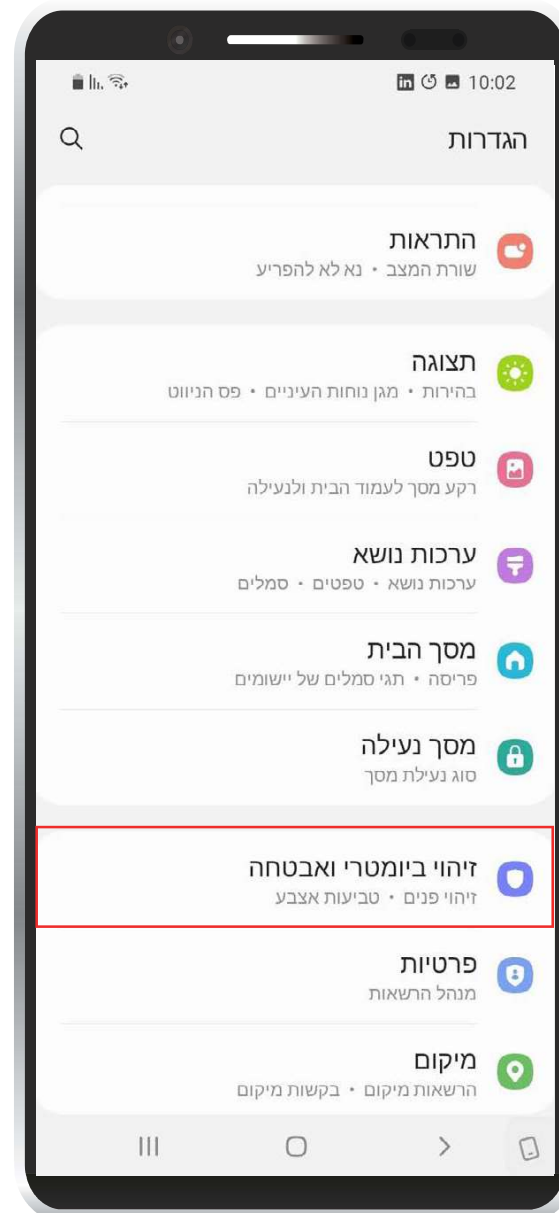 10:02
הגדרות
התראות
שורת המצב • נא לא להפריע
תצוגה
בהירות • מגן נוחות העיניים • פס הניווט
טפט
רקע מסך לעמוד הבית ולנעילה
ערכות נושא
ערכות נושא • טפטים • סמלים
מסך הבית
פריסה • תגי סמלים של יישומים
מסך נעילה
סוג נעילת מסך
זיהוי ביומטרי ואבטחה
זיהוי פנים • טביעות אצבע
פרטיות
מנהל הרשאות
מיקום
הרשאות מיקום • בקשות מיקום